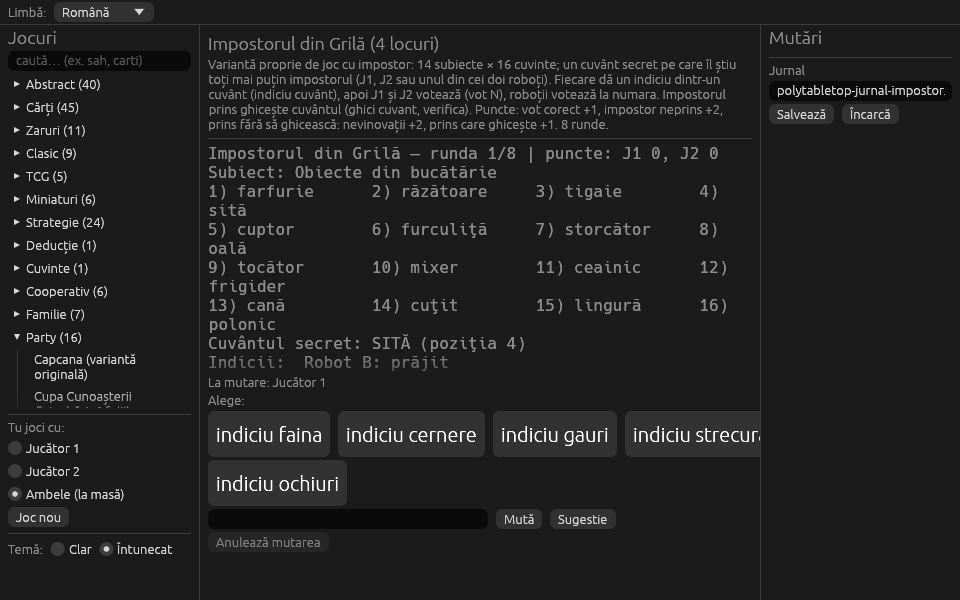 Limbă: Română
Jocuri
caută... (ex. sah, carti)
Abstract (40)
Cărți (45)
Zaruri (11)
Clasic (9)
TCG (5)
Miniaturi (6)
Strategie (24)
Deducție (1)
Cuvinte (1)
Cooperativ (6)
Familie (7)
Party (16)
Capcana (variantă
originală)
Cupa Cunoașterii
Tu joci cu:
Jucător 1
Jucător 2
Ambele (la masă)
Joc nou
Temă: Clar Întunecat
Impostorul din Grilă (4 locuri)
Variantă proprie de joc cu impostor: 14 subiecte × 16 cuvinte; un cuvânt secret pe care îl știu
toți mai puțin impostorul (J1, J2 sau unul din cei doi roboți). Fiecare dă un indiciu dintr-un
cuvânt (indiciu cuvânt), apoi J1 și J2 votează (vot N), roboții votează la numara. Impostorul
prins ghicește cuvântul (ghici cuvant, verifica). Puncte: vot corect +1, impostor neprins +2,
prins fără să ghicească: nevinovații +2, prins care ghicește +1. 8 runde.
Impostorul din Grilă — runda 1/8 | puncte: J1 0, J2 0
Subiect: Obiecte din bucătărie
1) farfurie 2) răzătoare 3) tigaie 4)
sită
5) cuptor 6) furculiță 7) storcător 8)
oală
9) tocător 10) mixer 11) ceainic 12)
frigider
13) cană 14) cuțit 15) lingură 16)
polonic
Cuvântul secret: SITĂ (poziția 4)
Indicii: Robot B: prăjit
La mutare: Jucător 1
Alege:
indiciu faina indiciu cernere indiciu gauri indiciu strecura
indiciu ochiuri
Mută Sugestie
Anulează mutarea
Mutări
Jurnal
polytabletop-jurnal-impostor.
Salvează Încarcă